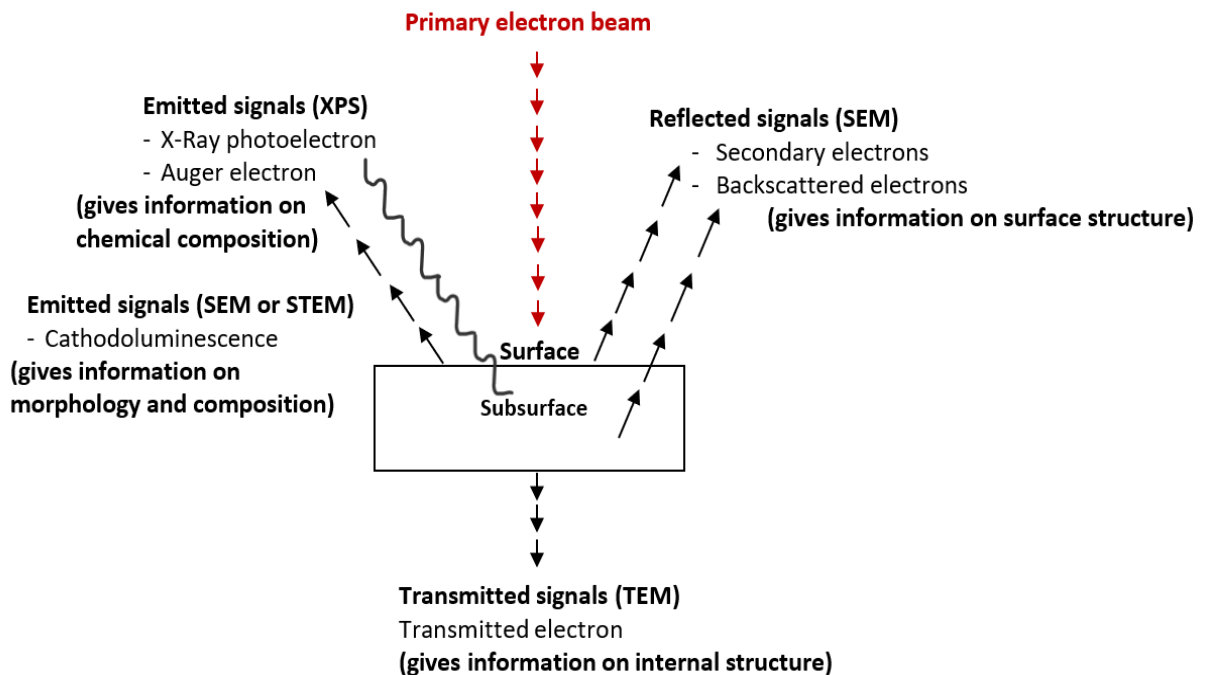 Primary electron beam
Emitted signals (XPS)
- X-Ray photoelectron
- Auger electron
(gives information on
chemical composition)
Emitted signals (SEM or STEM)
- Cathodoluminescence
(gives information on
morphology and composition)
Reflected signals (SEM)
- Secondary electrons
- Backscattered electrons
(gives information on surface structure)
Surface
Subsurface
Transmitted signals (TEM)
Transmitted electron
(gives information on internal structure)